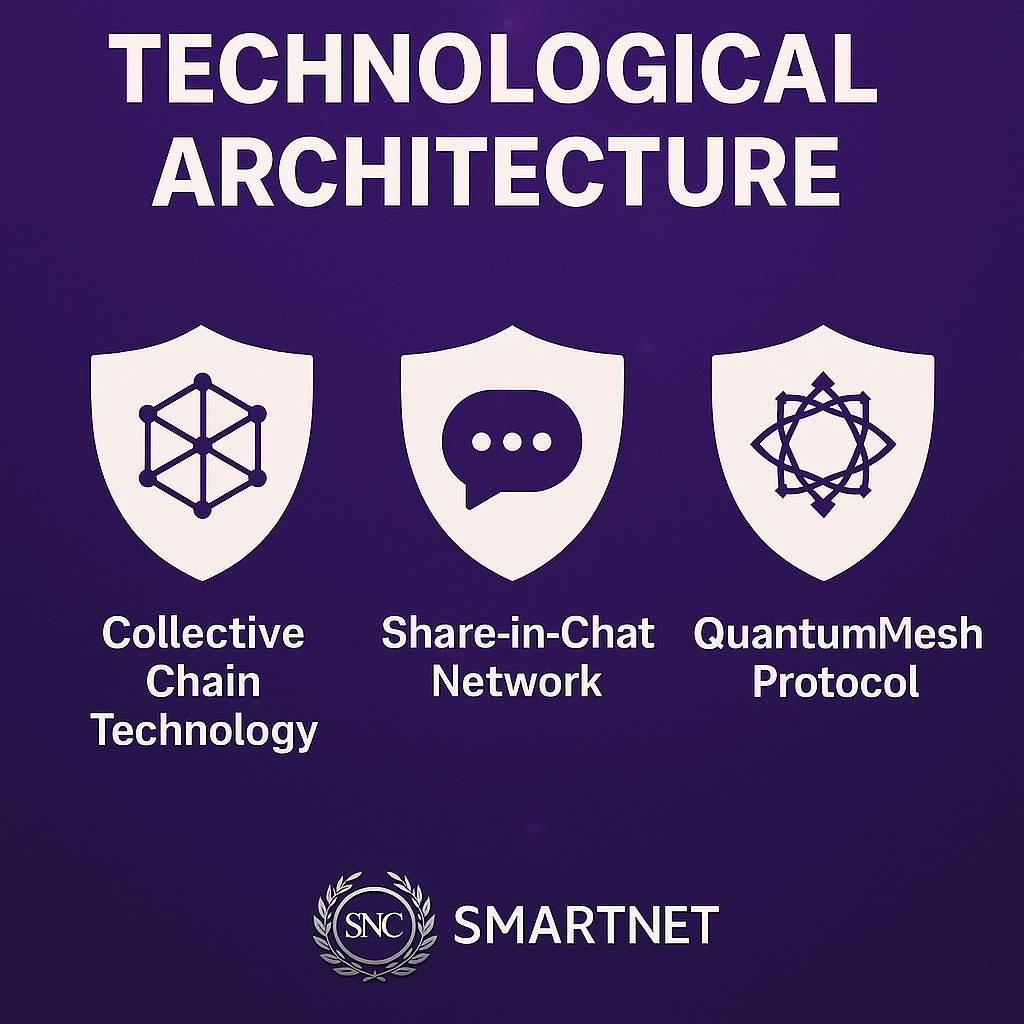 TECHNOLOGICAL
ARCHITECTURE
Collective
Chain
Technology
Share-in-Chat
Network
QuantumMesh
Protocol
SNC
SMARTNET